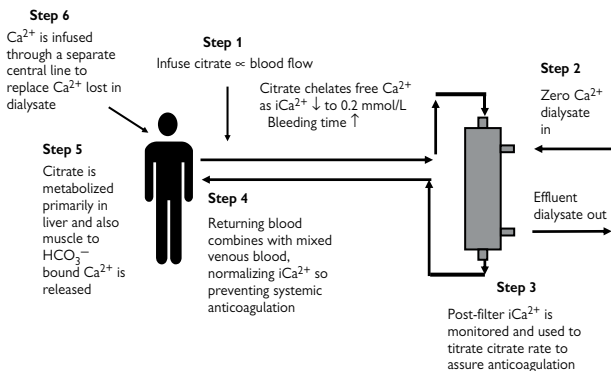 Step 6
Ca²⁺ is infused
through a separate
central line to
replace Ca²⁺ lost in
dialysate
Step 1
Infuse citrate ∝ blood flow
Citrate chelates free Ca²⁺
as iCa²⁺ ↓ to 0.2 mmol/L
Bleeding time ↑
Step 2
Zero Ca²⁺
dialysate
in
Step 5
Citrate is
metabolized
primarily in
liver and also
muscle to
HCO₃⁻
bound Ca²⁺ is
released
Step 4
Returning blood
combines with mixed
venous blood,
normalizing iCa²⁺ so
preventing systemic
anticoagulation
Effluent
dialysate out
Step 3
Post-filter iCa²⁺ is
monitored and used to
titrate citrate rate to
assure anticoagulation